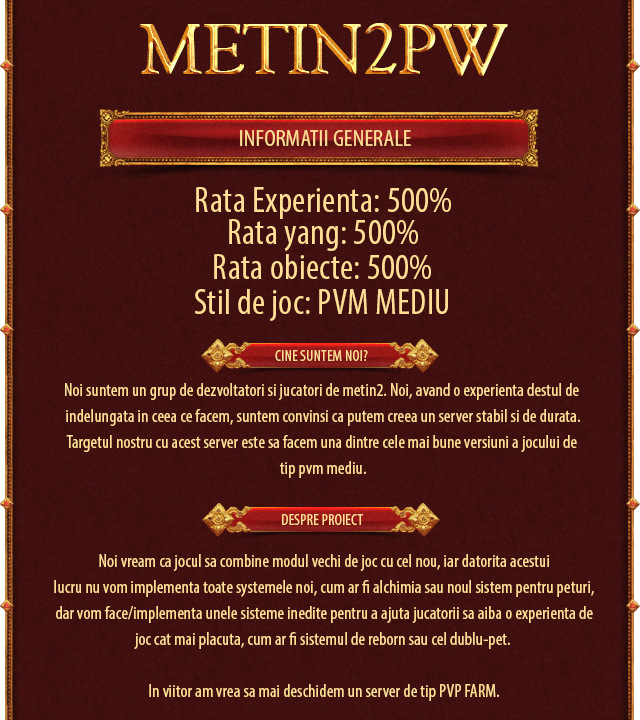 METIN2PW
INFORMATII GENERALE
Rata Experienta: 500%
Rata yang: 500%
Rata obiecte: 500%
Stil de joc: PVM MEDIU
CINE SUNTEM NOI?
Noi suntem un grup de dezvoltatori si jucatori de metin2. Noi, avand o experienta destul de
indelungata in ceea ce facem, suntem convinsi ca putem creea un server stabil si de durata.
Targetul nostru cu acest server este sa facem una dintre cele mai bune versiuni a jocului de
tip pvm mediu.
DESPRE PROIECT
Noi vream ca jocul sa combine modul vechi de joc cu cel nou, iar datorita acestui
lucru nu vom implementa toate systemele noi, cum ar fi alchimia sau noul sistem pentru peturi,
dar vom face/implementa unele sisteme inedite pentru a ajuta jucatorii sa aiba o experienta de
joc cat mai placuta, cum ar fi sistemul de reborn sau cel dublu-pet.
In viitor am vrea sa mai deschidem un server de tip PVP FARM.